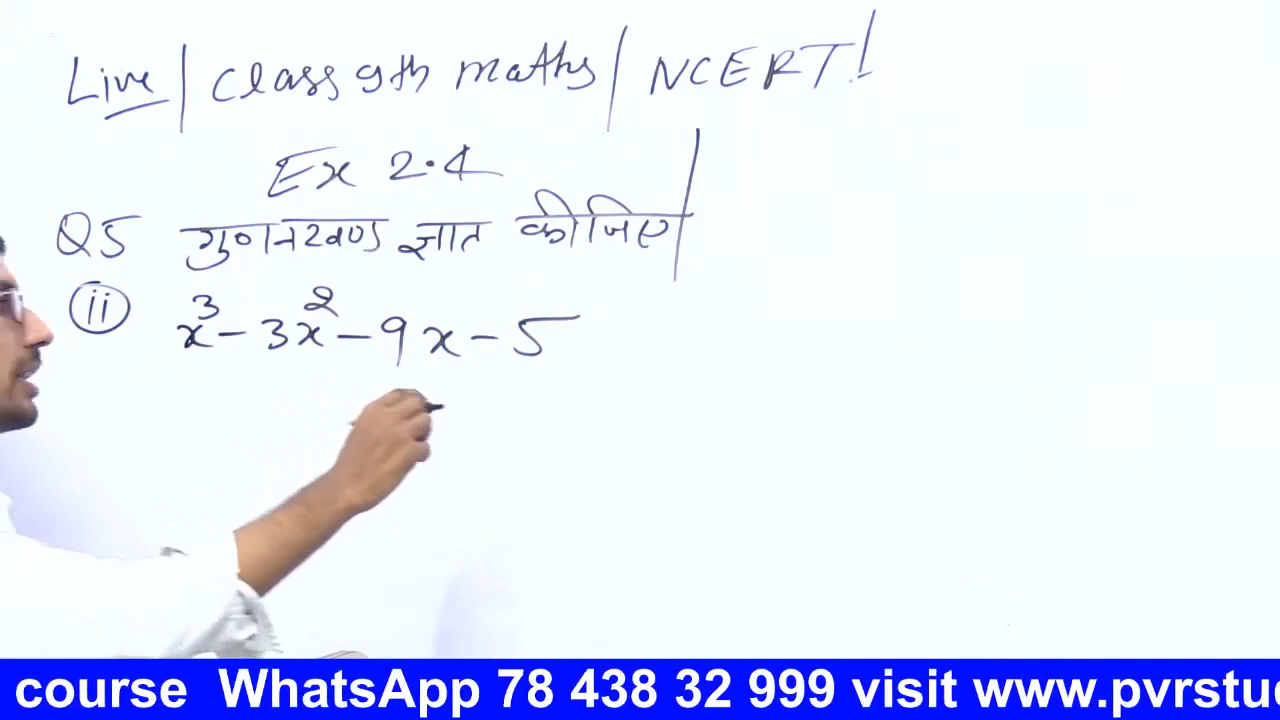 Live | Class 9th maths | NCERT!
Ex 2.4
Q5 गुणनखण्ड ज्ञात कीजिए
(ii) x³ - 3x² - 9x - 5
course WhatsApp 78 438 32 999 visit www.pvrstu